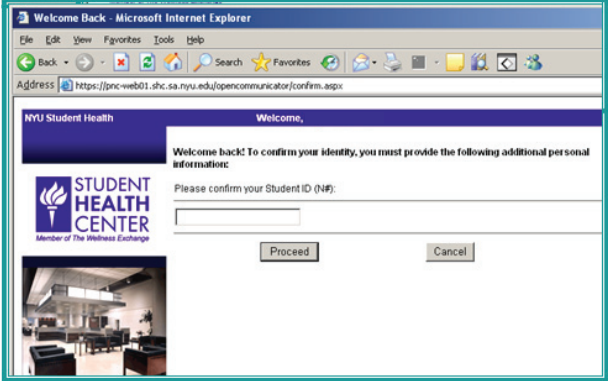 Welcome Back - Microsoft Internet Explorer
File Edit View Favorites Tools Help
Back Search Favorites
Address https://pnc-web01.shc.sa.nyu.edu/opencommunicator/confirm.aspx
NYU Student Health Welcome,
Welcome back! To confirm your identity, you must provide the following additional personal
information:
Please confirm your Student ID (N#):
STUDENT
HEALTH
CENTER
Member of The Wellness Exchange
Proceed Cancel